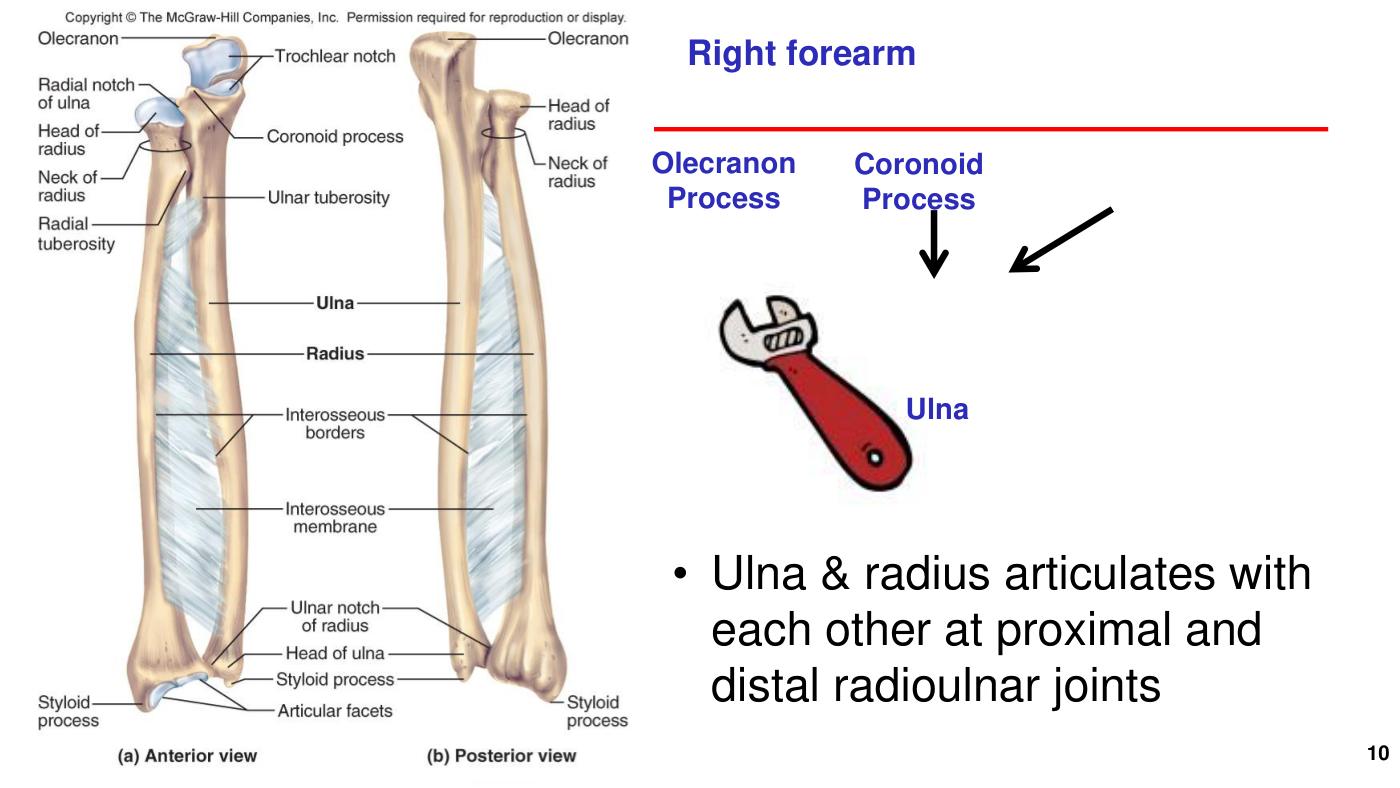 Copyright © The McGraw-Hill Companies, Inc. Permission required for reproduction or display.
Olecranon
Trochlear notch
Radial notch
of ulna
Head of
radius
Coronoid process
Neck of
radius
Ulnar tuberosity
Radial
tuberosity
Olecranon
Head of
radius
Neck of
radius
Ulna
Radius
Interosseous
borders
Interosseous
membrane
Ulnar notch
of radius
Head of ulna
Styloid process
Articular facets
Styloid
process
Styloid
process
(a) Anterior view
(b) Posterior view
Right forearm
Olecranon
Process
Coronoid
Process
Ulna
• Ulna & radius articulates with
each other at proximal and
distal radioulnar joints
10